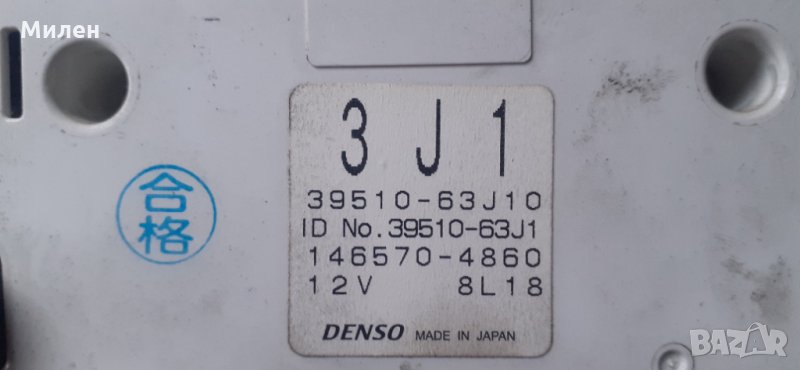 Милен
3 J 1
39510-63J10
ID No.39510-63J1
146570-4860
12V 8L18
DENSO MADE IN JAPAN
合格
BAZAR